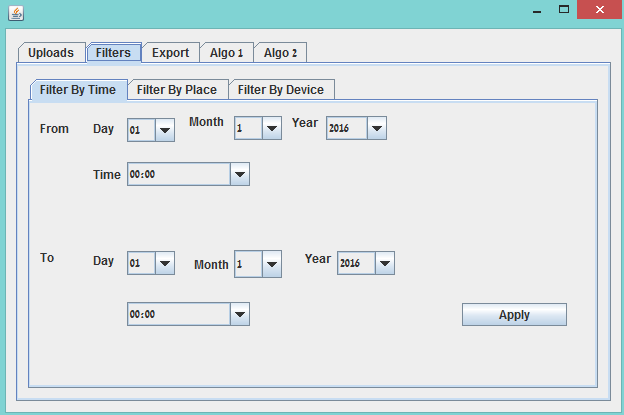 Uploads Filters Export Algo 1 Algo 2
Filter By Time Filter By Place Filter By Device
From Day 01 Month 1 Year 2016
Time 00:00
To Day 01 Month 1 Year 2016
00:00 Apply